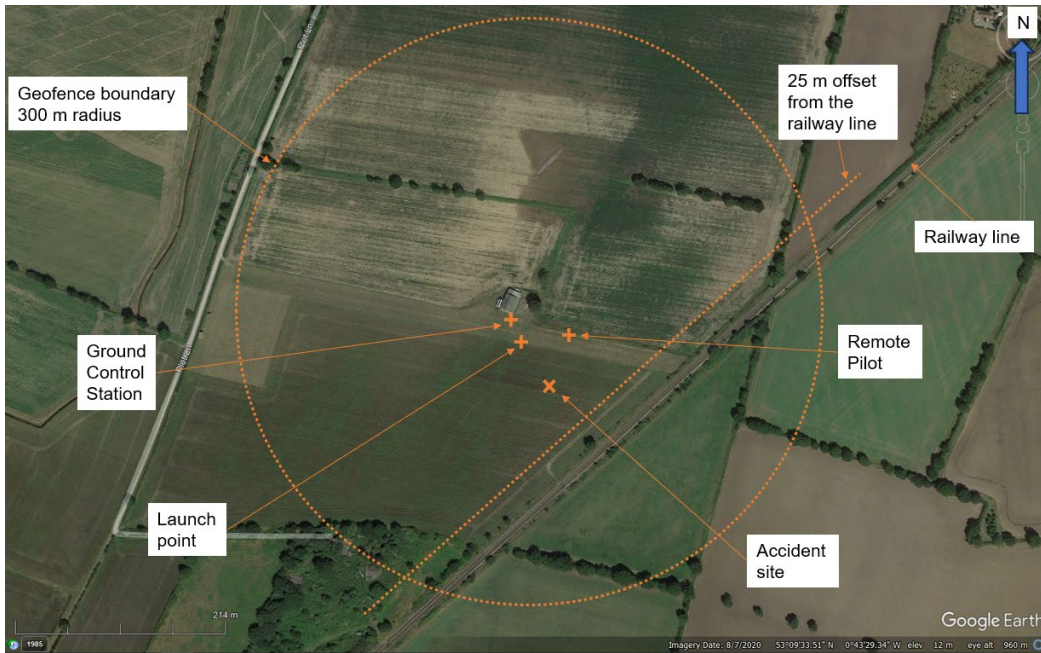 N
Geofence boundary
300 m radius
25 m offset
from the
railway line
Railway line
Ground
Control
Station
Remote
Pilot
Launch
point
Accident
site
214 m
Google Earth
1985
Imagery Date: 8/7/2020 53°09'33.51" N 0°43'29.34" W elev 12 m eye alt 960 m